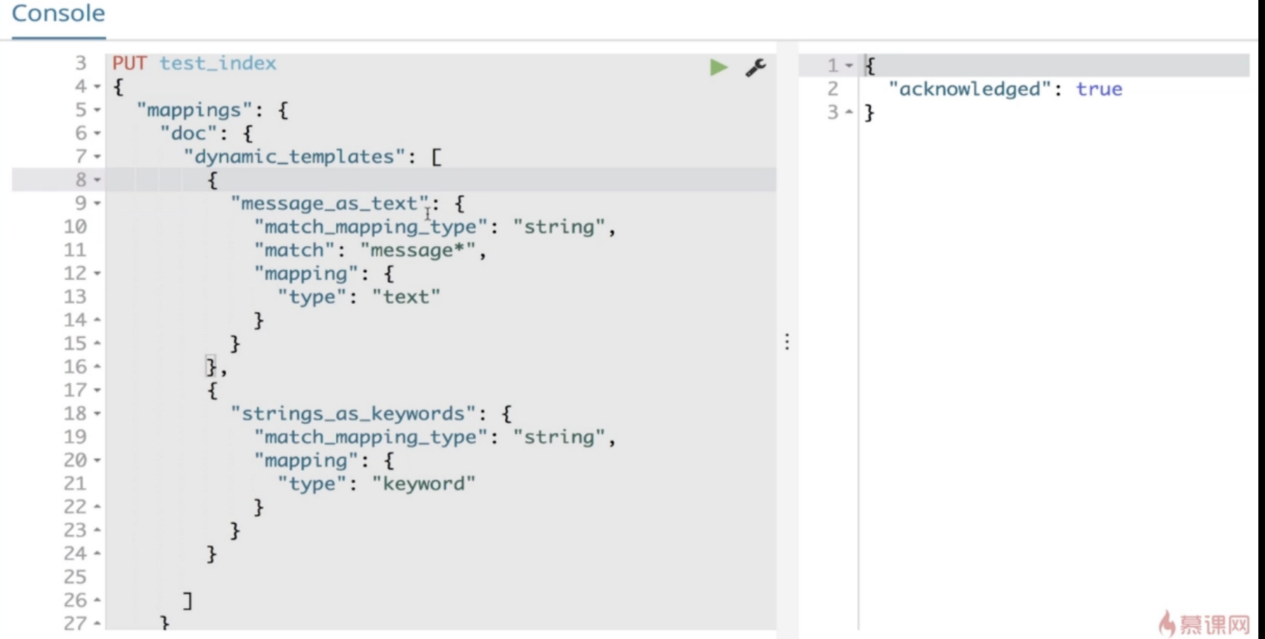 Console
3 PUT test_index
4 {
5 "mappings": {
6 "doc": {
7 "dynamic_templates": [
8 {
9 "message_as_text": {
10 "match_mapping_type": "string",
11 "match": "message*",
12 "mapping": {
13 "type": "text"
14 }
15 }
16 },
17 {
18 "strings_as_keywords": {
19 "match_mapping_type": "string",
20 "mapping": {
21 "type": "keyword"
22 }
23 }
24 }
25
26 ]
27 }
1 {
2 "acknowledged": true
3 }
慕课网